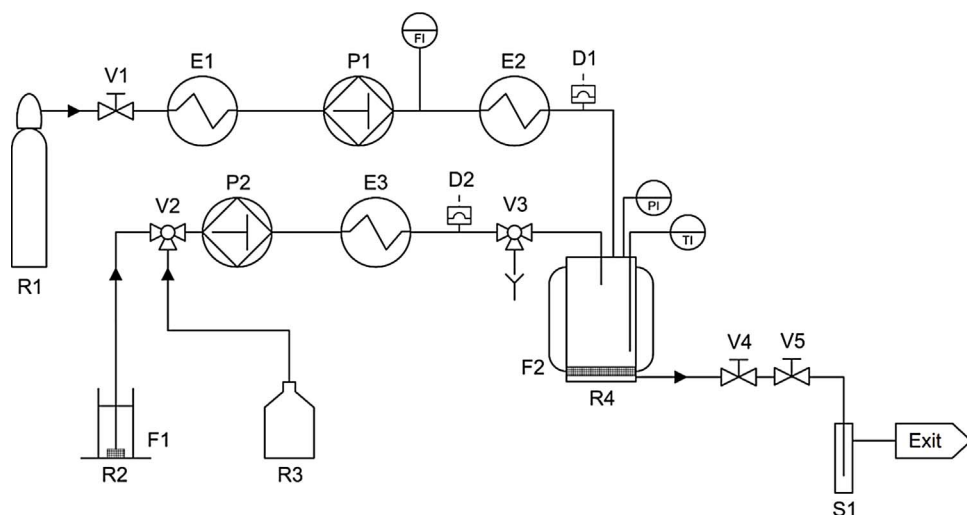 FI
E1
P1
E2
D1
V1
P2
E3
D2
V3
V2
PI
TI
R1
V4
V5
F2
R4
F1
R2
R3
Exit
S1